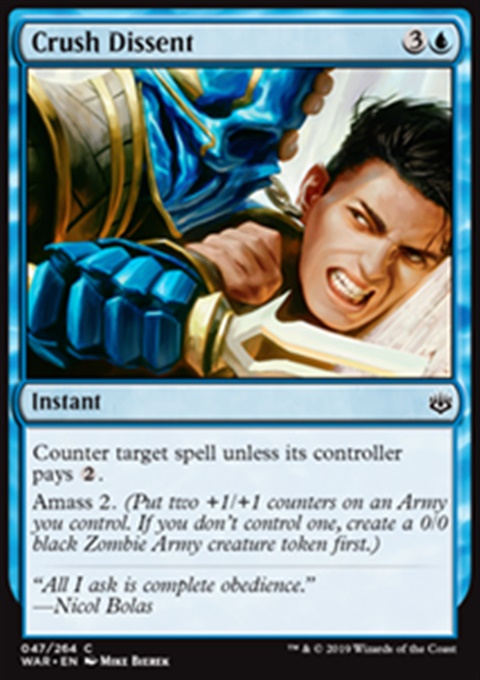 Crush Dissent 3
Instant
Counter target spell unless its controller
pays 2.
Amass 2. (Put two +1/+1 counters on an Army
you control. If you don't control one, create a 0/0
black Zombie Army creature token first.)
"All I ask is complete obedience."
—Nicol Bolas
047/264 C
WAR • EN Mike Bierek
™ & © 2019 Wizards of the Coast